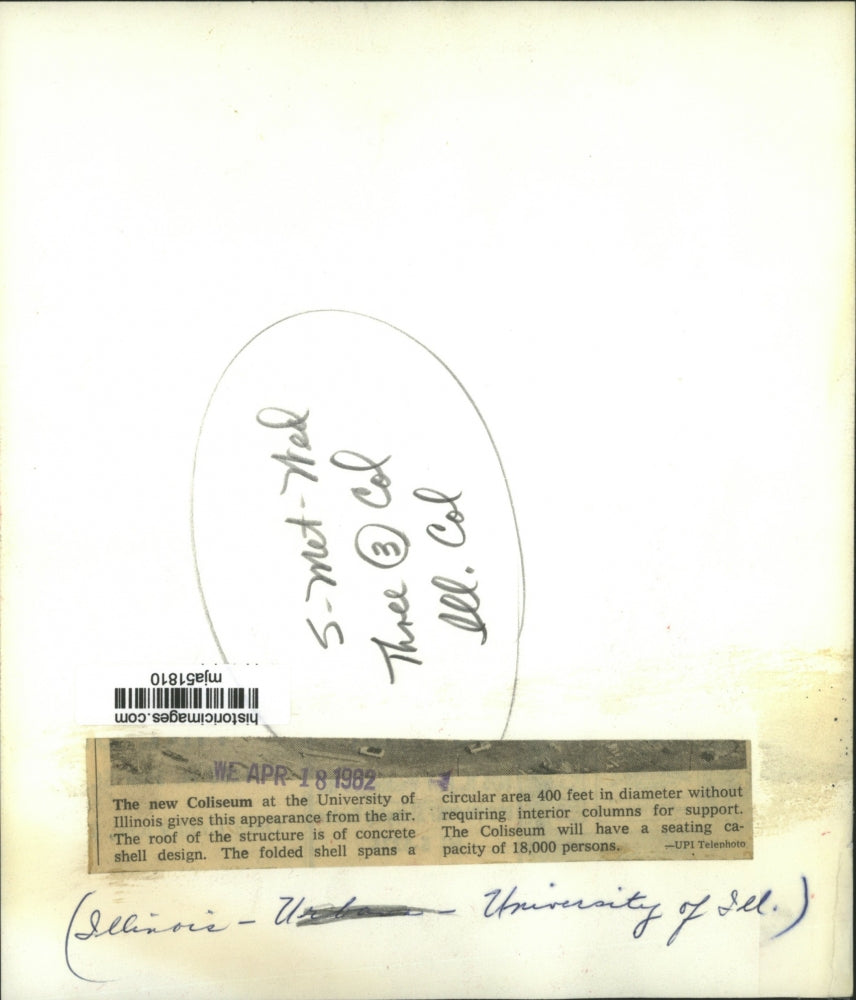 S-Met-Wed
Three ③ Col
Ill. Col
mja51810
historicimages.com
WE APR 18 1962
The new Coliseum at the University of
Illinois gives this appearance from the air.
The roof of the structure is of concrete
shell design. The folded shell spans a
circular area 400 feet in diameter without
requiring interior columns for support.
The Coliseum will have a seating ca-
pacity of 18,000 persons. —UPI Telephoto
(Illinois - Urbana - University of Ill.)